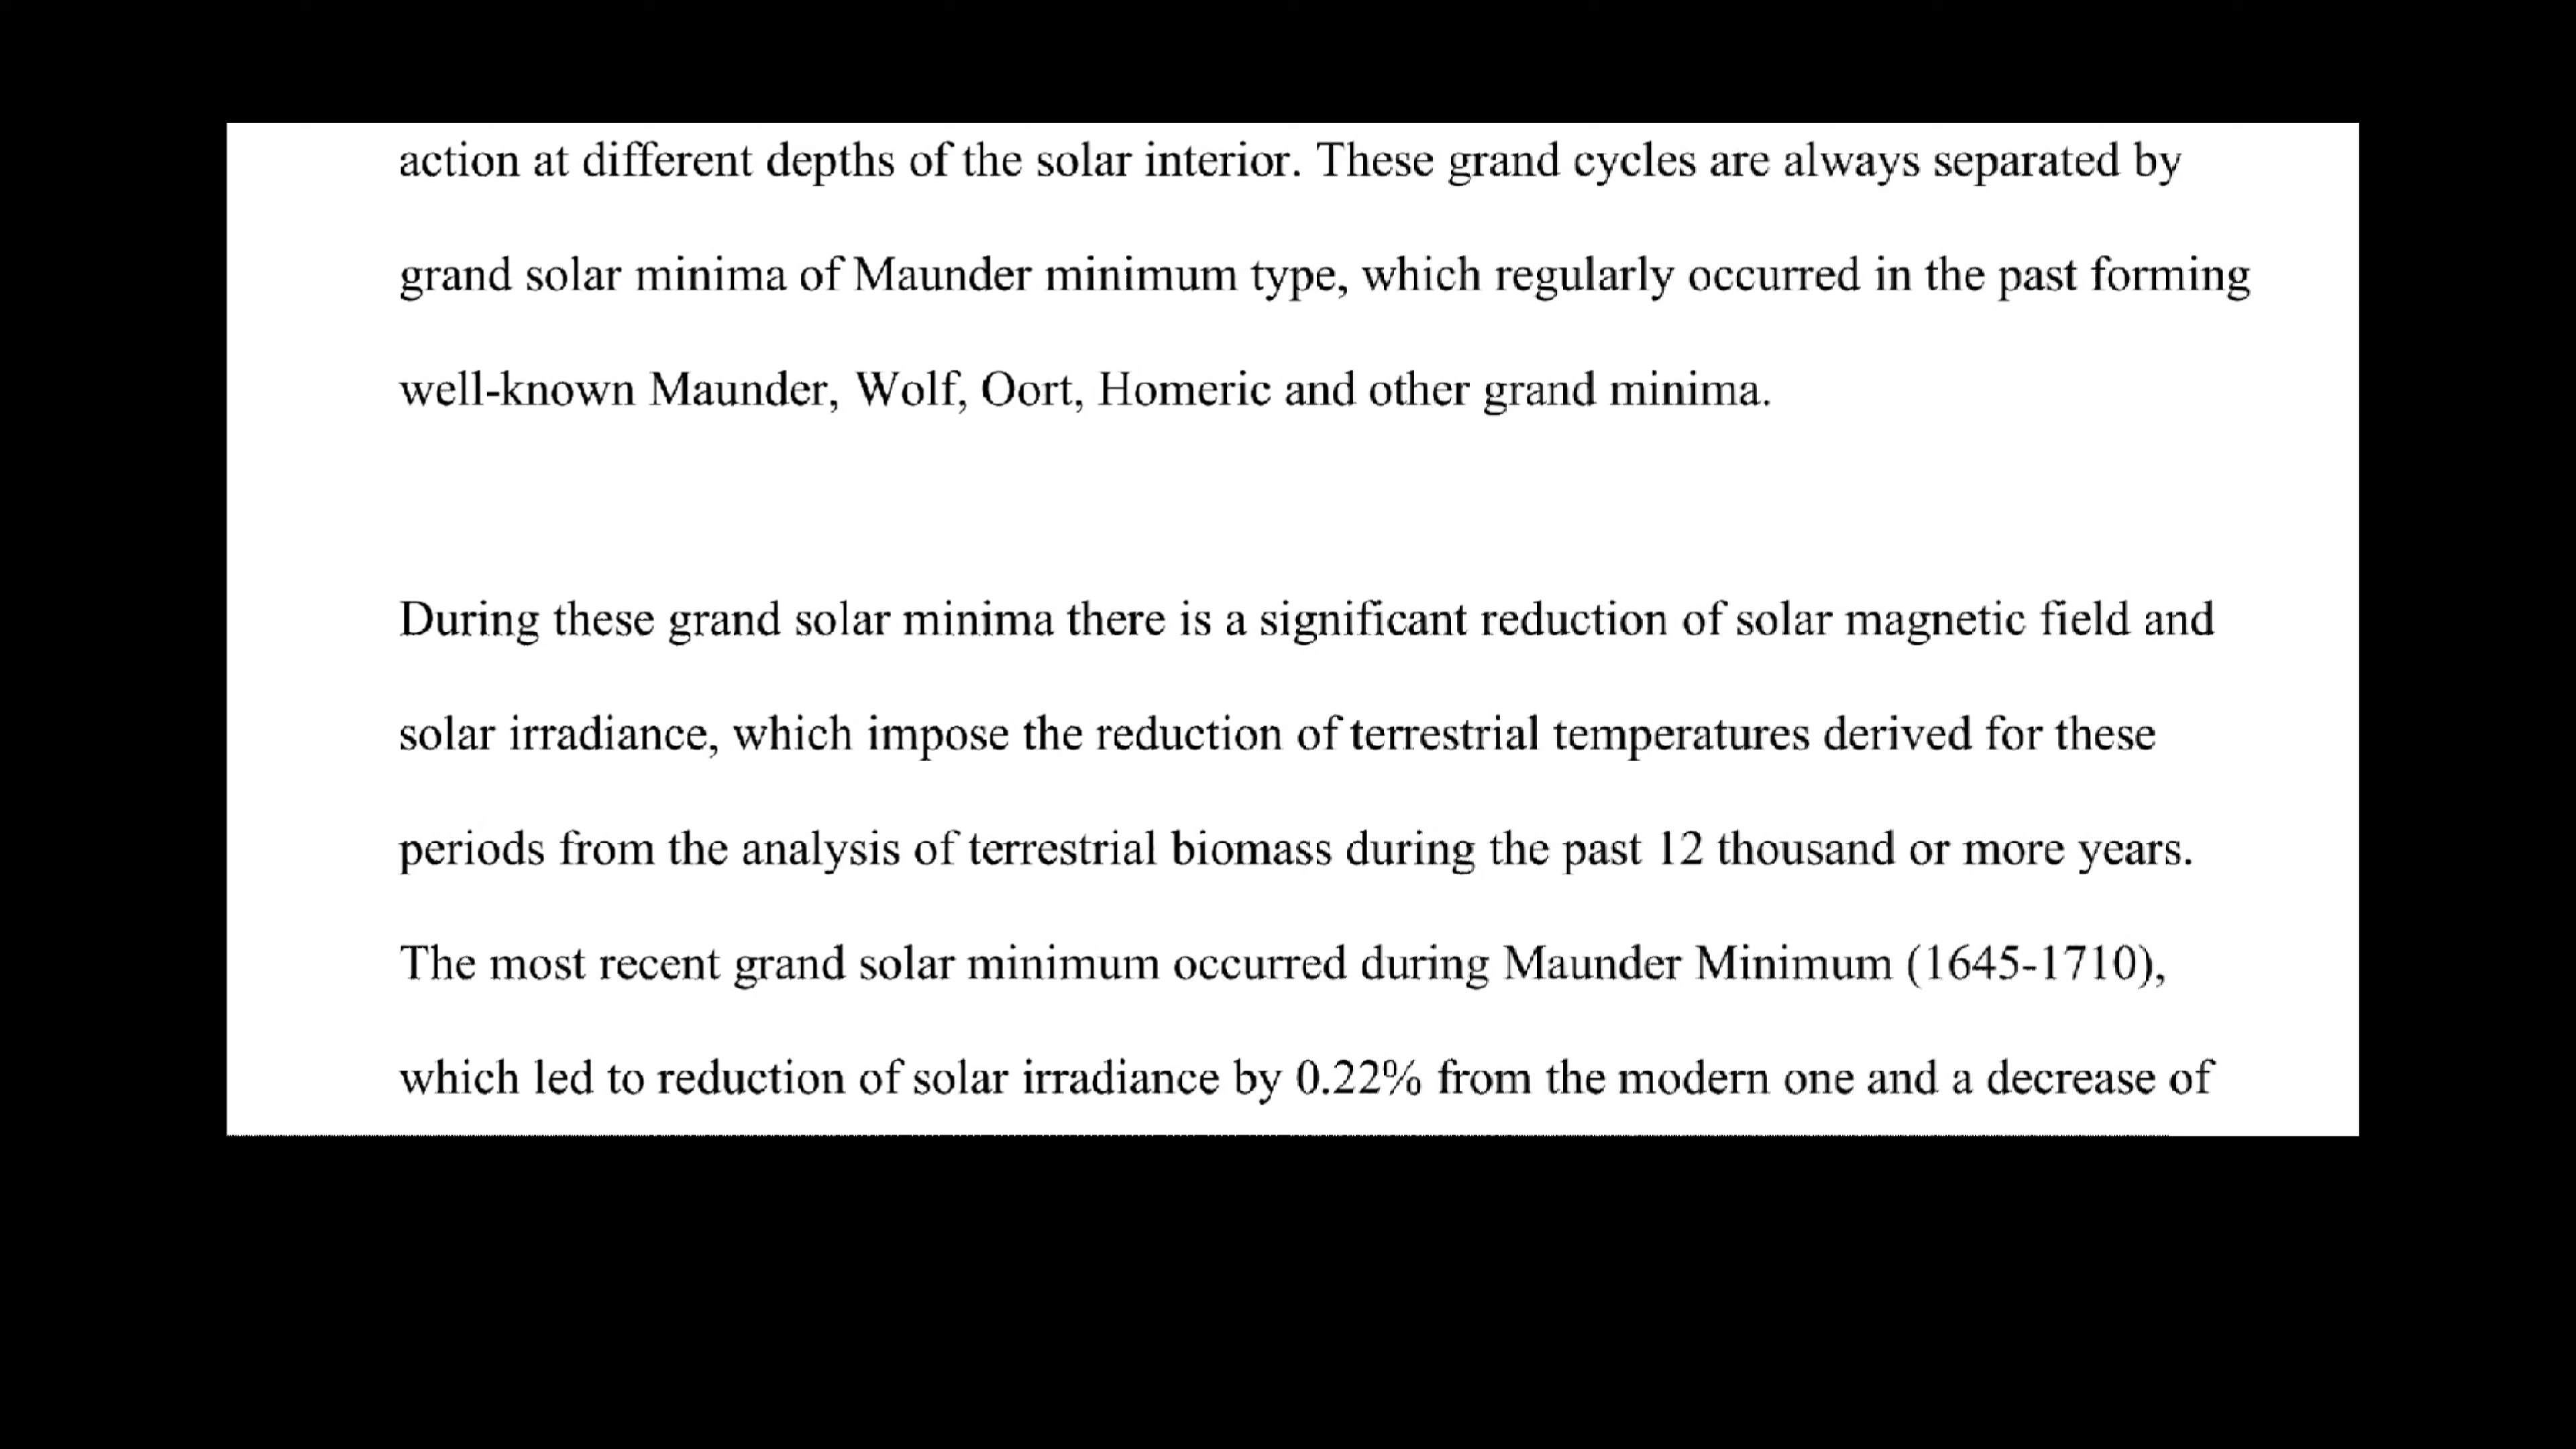 action at different depths of the solar interior. These grand cycles are always separated by
grand solar minima of Maunder minimum type, which regularly occurred in the past forming
well-known Maunder, Wolf, Oort, Homeric and other grand minima.
During these grand solar minima there is a significant reduction of solar magnetic field and
solar irradiance, which impose the reduction of terrestrial temperatures derived for these
periods from the analysis of terrestrial biomass during the past 12 thousand or more years.
The most recent grand solar minimum occurred during Maunder Minimum (1645-1710),
which led to reduction of solar irradiance by 0.22% from the modern one and a decrease of